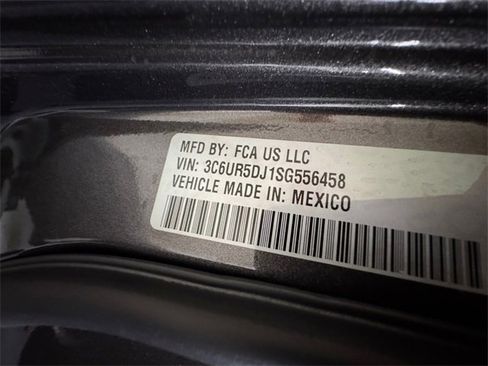 MFD BY: FCA US LLC
VIN: 3C6UR5DJ1SG556458
VEHICLE MADE IN: MEXICO